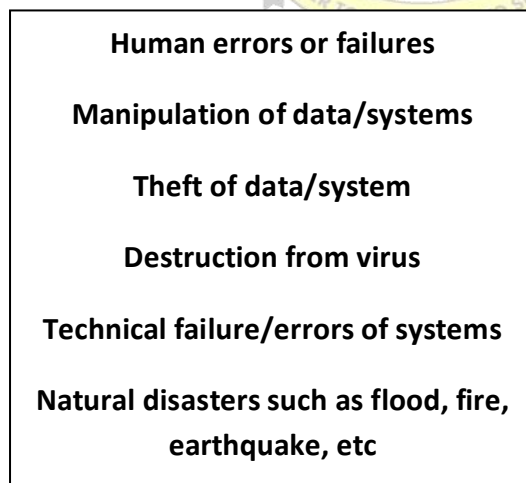 Human errors or failures
Manipulation of data/systems
Theft of data/system
Destruction from virus
Technical failure/errors of systems
Natural disasters such as flood, fire,
earthquake, etc